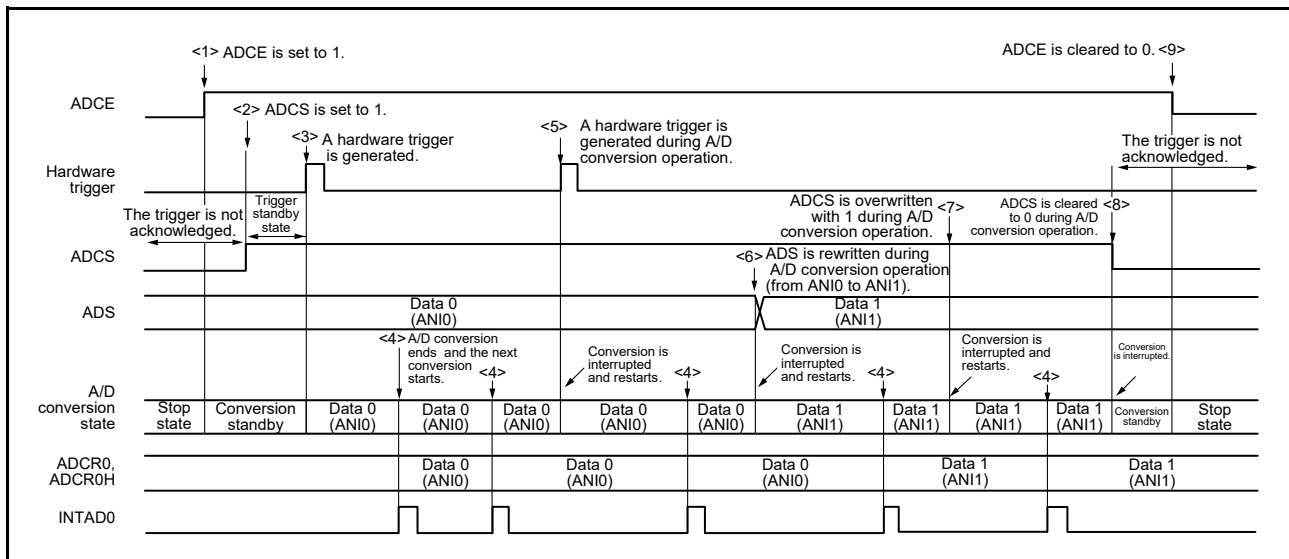 <1> ADCE is set to 1.
ADCE is cleared to 0. <9>
ADCE
<2> ADCS is set to 1.
<3> A hardware trigger
is generated.
<5> A hardware trigger is
generated during A/D
conversion operation.
The trigger is not
acknowledged.
Hardware
trigger
The trigger is not
acknowledged.
Trigger
standby
state
ADCS is overwritten
with 1 during A/D
conversion operation.
<7>
ADCS is cleared
to 0 during A/D
conversion operation.
<8>
ADCS
<6> ADS is rewritten during
A/D conversion operation
(from ANI0 to ANI1).
ADS
Data 0
(ANI0)
Data 1
(ANI1)
<4> A/D conversion
ends and the next
conversion
starts.
<4>
Conversion is
interrupted
and restarts.
<4>
Conversion is
interrupted
and restarts.
<4>
Conversion is
interrupted and
restarts.
<4>
Conversion
is interrupted.
A/D
conversion
state
Stop
state
Conversion
standby
Data 0
(ANI0)
Data 0
(ANI0)
Data 0
(ANI0)
Data 0
(ANI0)
Data 0
(ANI0)
Data 1
(ANI1)
Data 1
(ANI1)
Data 1
(ANI1)
Data 1
(ANI1)
Conversion
standby
Stop
state
ADCR0,
ADCR0H
Data 0
(ANI0)
Data 0
(ANI0)
Data 0
(ANI0)
Data 1
(ANI1)
Data 1
(ANI1)
INTAD0